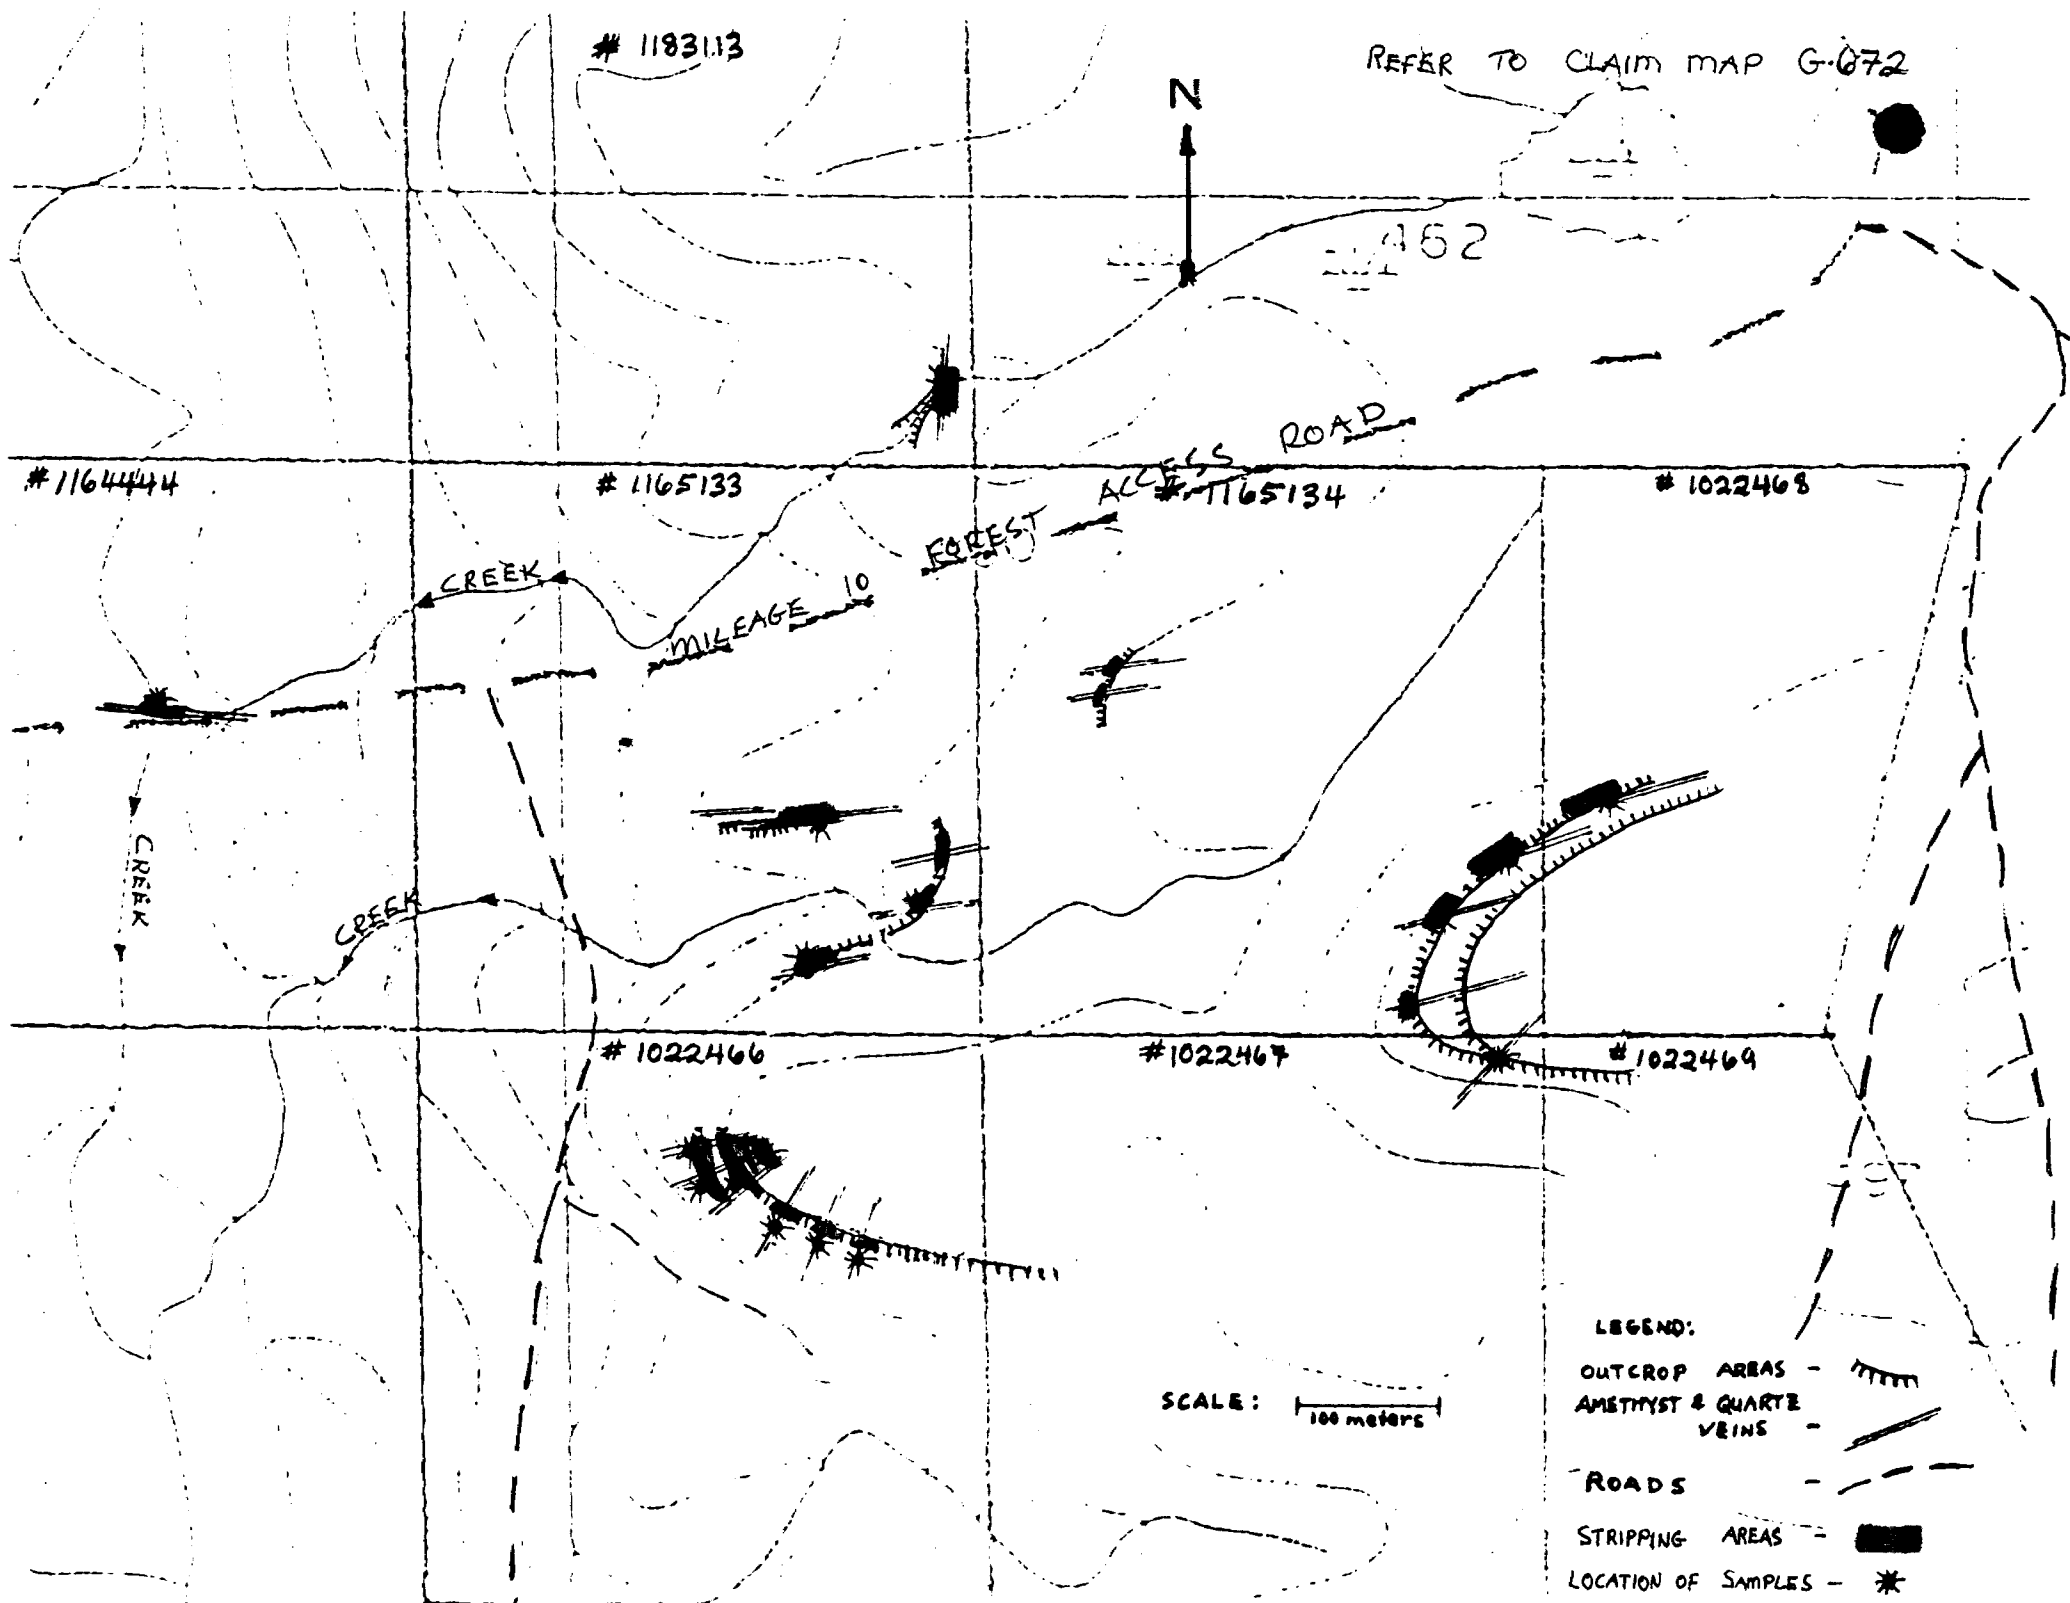 # 1183113
REFER TO CLAIM MAP G-672
N
462
ROAD
ACCESS
# 1164444
# 1165133
# 1165134
# 1022468
FOREST
CREEK
10
MILEAGE
CREEK
CREEK
# 1022466
# 1022467
# 1022469
LEGEND:
OUTCROP AREAS -
SCALE:
100 meters
AMETHYST & QUARTZ
VEINS -
ROADS -
STRIPPING AREAS -
LOCATION OF SAMPLES -